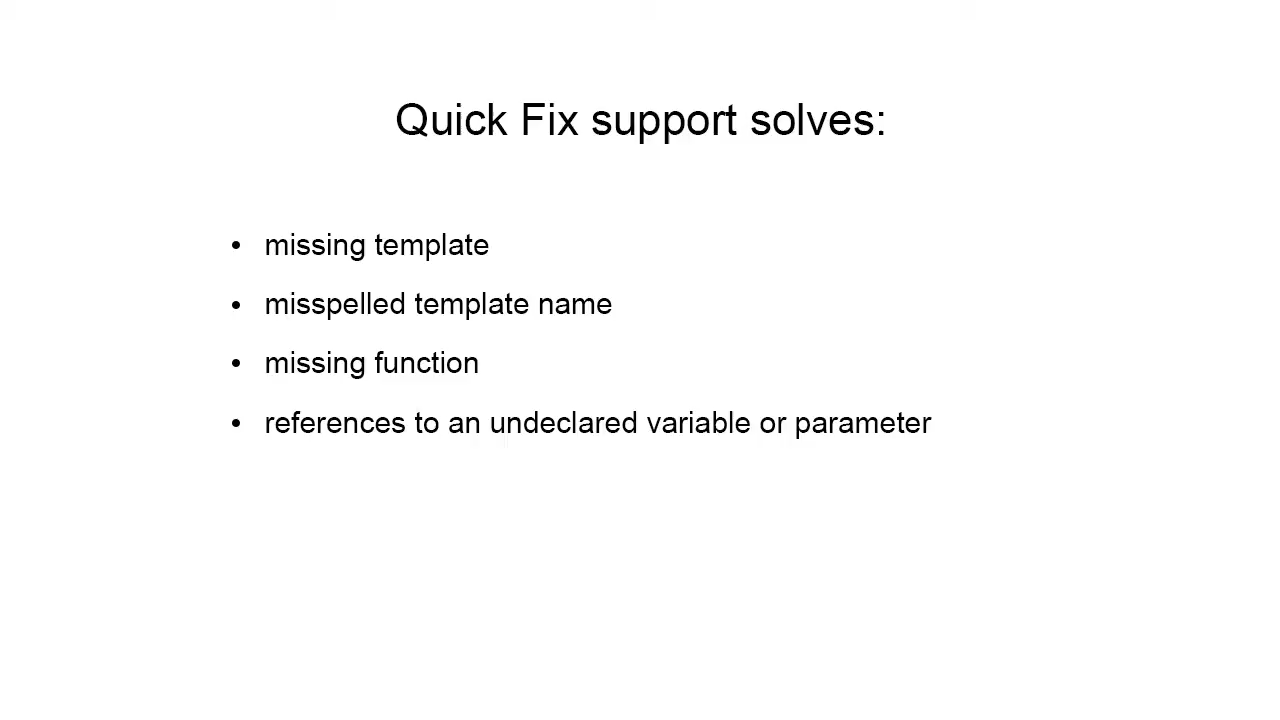 Quick Fix support solves:
• missing template
• misspelled template name
• missing function
• references to an undeclared variable or parameter